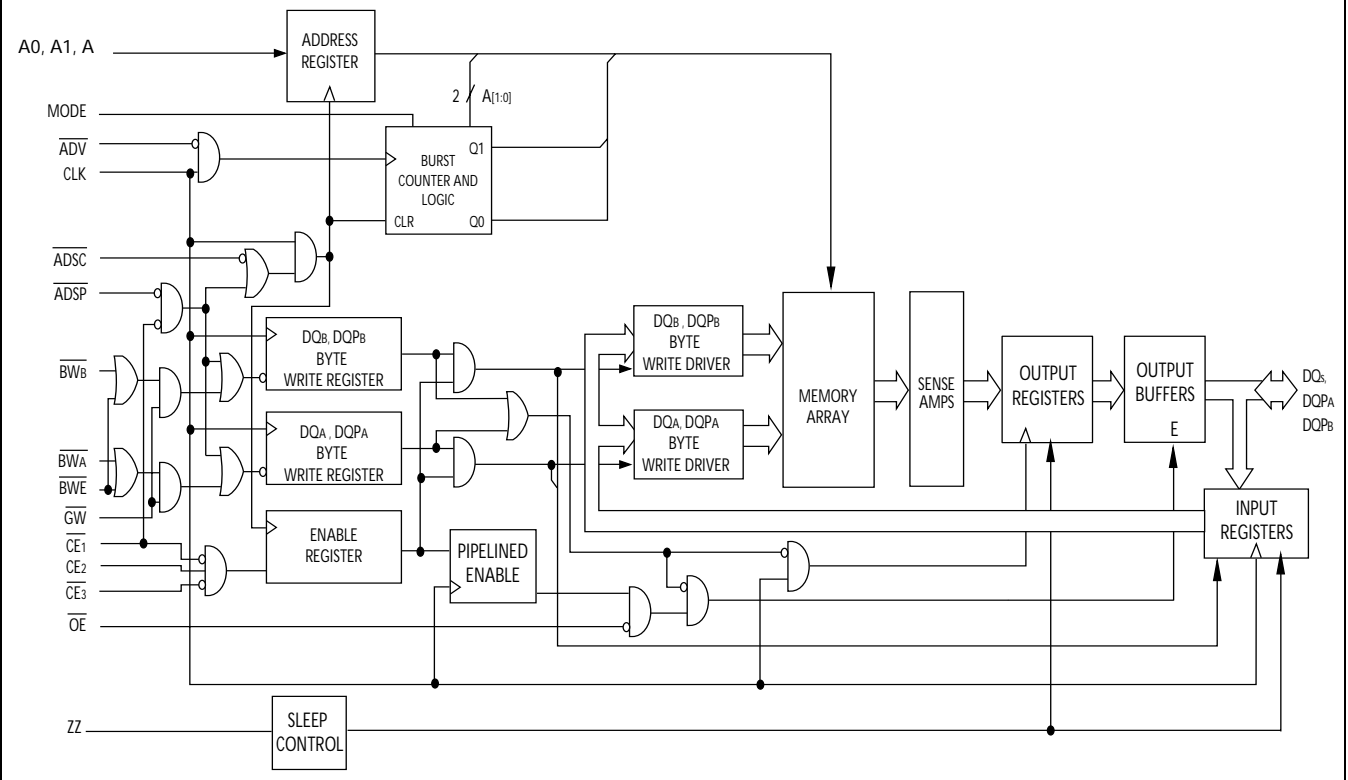 A0, A1, A
ADDRESS
REGISTER
MODE
2
A[1:0]
ADV
CLK
BURST
COUNTER AND
LOGIC
Q1
CLR
Q0
ADSC
ADSP
BWB
BWA
BWE
GW
CE1
CE2
CE3
OE
ZZ
DQB, DQPB
BYTE
WRITE REGISTER
DQA, DQPA
BYTE
WRITE REGISTER
ENABLE
REGISTER
PIPELINED
ENABLE
SLEEP
CONTROL
DQB, DQPB
BYTE
WRITE DRIVER
DQA, DQPA
BYTE
WRITE DRIVER
MEMORY
ARRAY
SENSE
AMPS
OUTPUT
REGISTERS
OUTPUT
BUFFERS
E
DQs,
DQPA
DQPB
INPUT
REGISTERS